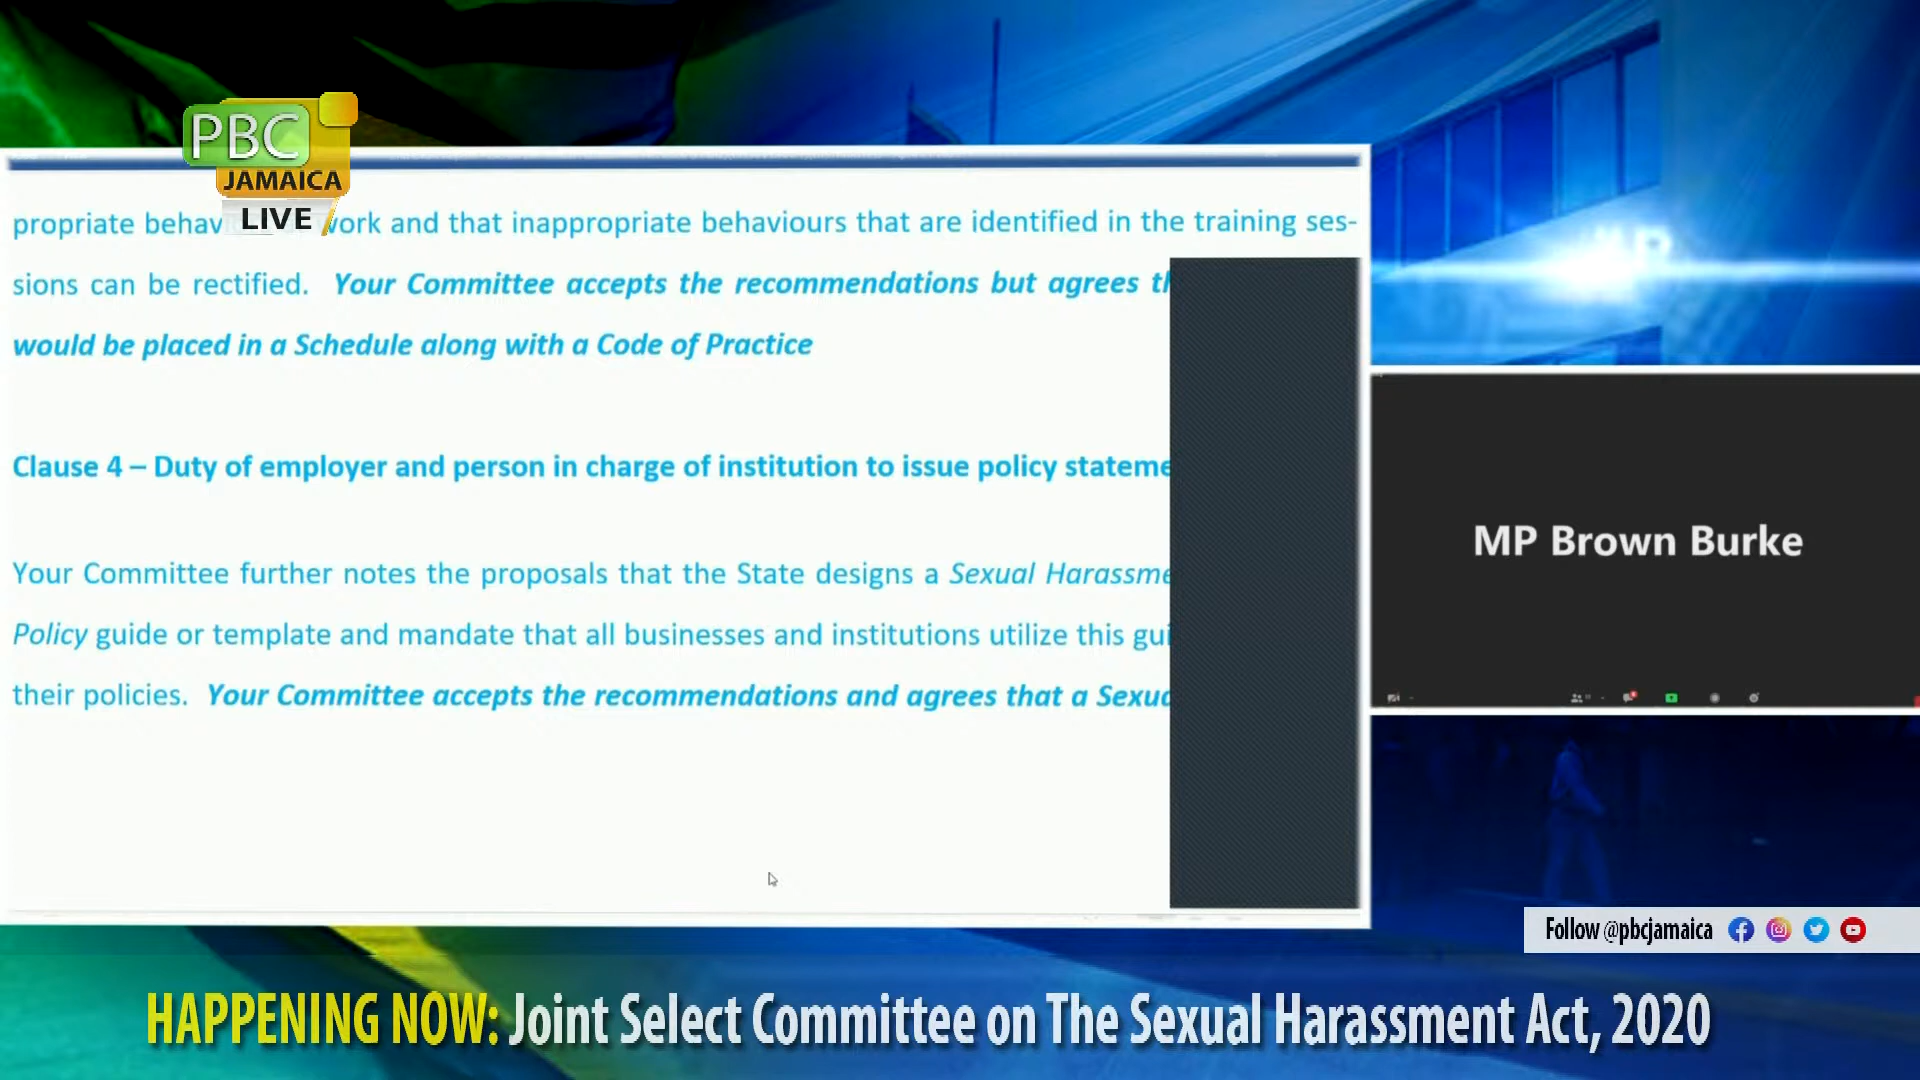 PBC
JAMAICA
LIVE
propriate behav work and that inappropriate behaviours that are identified in the training ses-
sions can be rectified. Your Committee accepts the recommendations but agrees
would be placed in a Schedule along with a Code of Practice
Clause 4 – Duty of employer and person in charge of institution to issue policy stateme
Your Committee further notes the proposals that the State designs a Sexual Harassme
Policy guide or template and mandate that all businesses and institutions utilize this gui
their policies. Your Committee accepts the recommendations and agrees that a Sexua
MP Brown Burke
Follow @pbcjamaica
HAPPENING NOW: Joint Select Committee on The Sexual Harassment Act, 2020